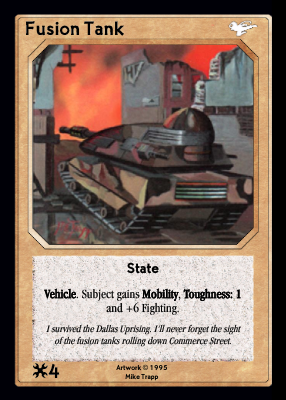 Fusion Tank
State
Vehicle. Subject gains Mobility, Toughness: 1
and +6 Fighting.
I survived the Dallas Uprising. I'll never forget the sight
of the fusion tanks rolling down Commerce Street.
4
Artwork © 1995
Mike Trapp